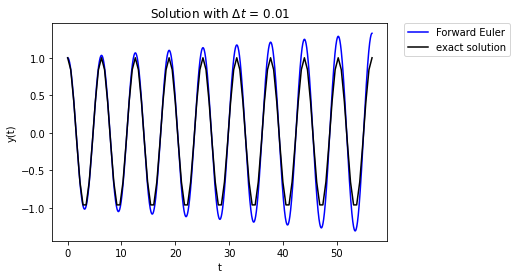 Solution with Δt = 0.01
Forward Euler
exact solution
y(t)
1.0
0.5
0.0
−0.5
−1.0
0 10 20 30 40 50
t